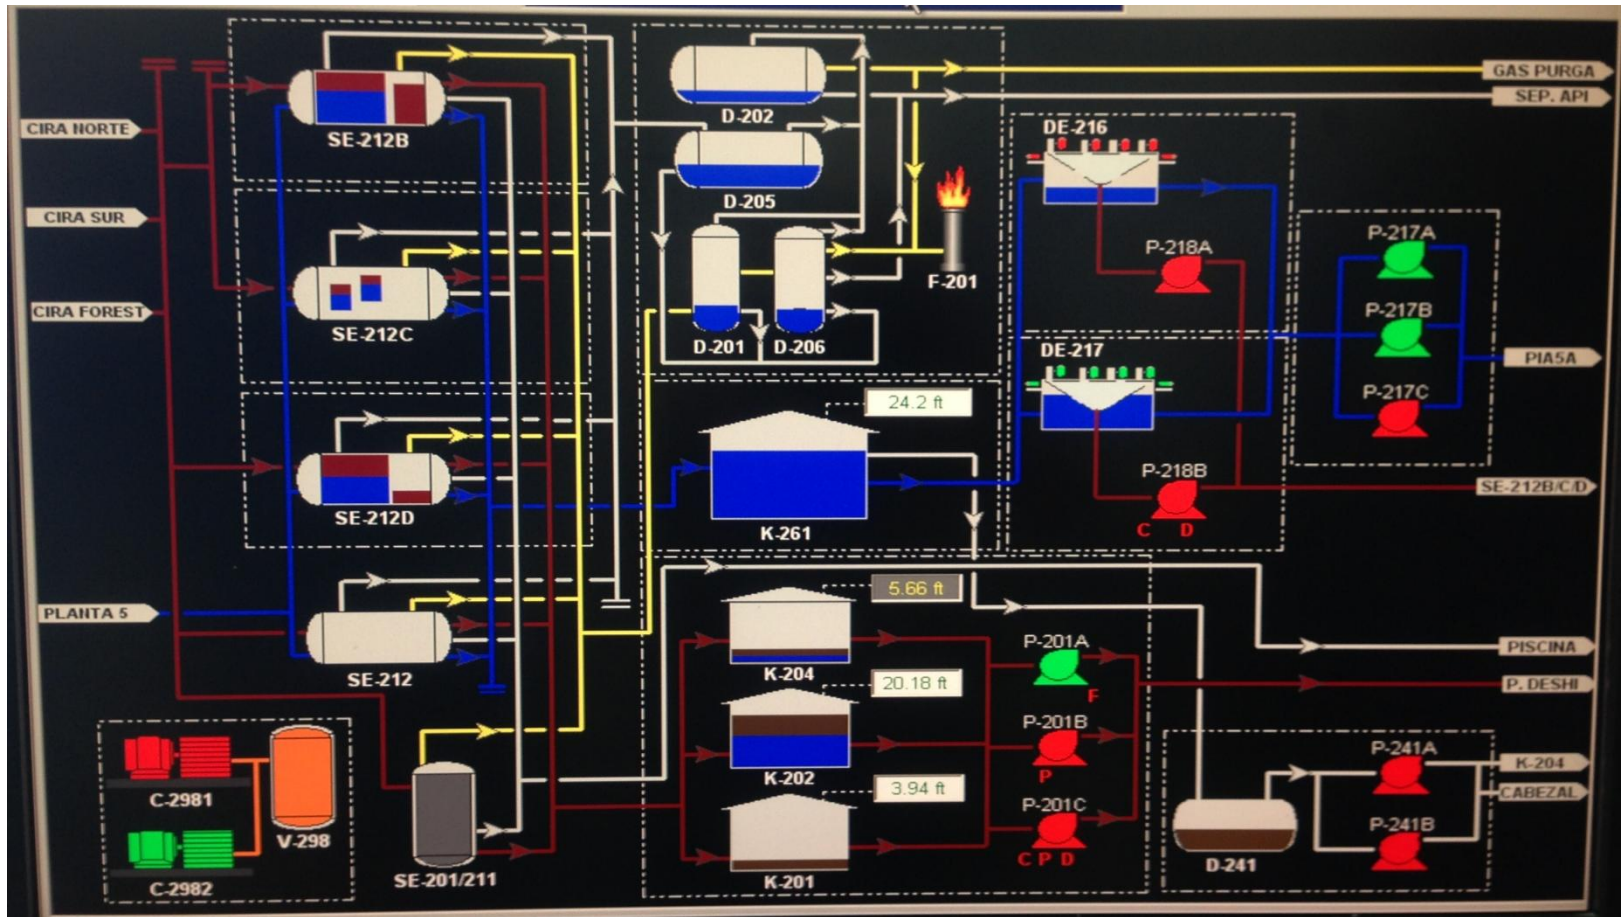 GAS PURGA
SEP. API
CIRA NORTE
SE-212B
D-202
DE-216
D-205
CIRA SUR
P-217A
P-218A
F-201
CIRA FOREST
SE-212C
D-201
D-206
P-217B
DE-217
PIA5A
24.2 ft
P-217C
P-218B
SE-212B/C/D
SE-212D
K-261
C D
5.66 ft
PLANTA 5
P-201A
PISCINA
K-204
SE-212
20.18 ft
P. DESHI
F
P-201B
P-241A
K-204
K-202
P
3.94 ft
CABEZAL
C-2981
P-201C
P-241B
V-298
C P D
D-241
C-2982
SE-201/211
K-201